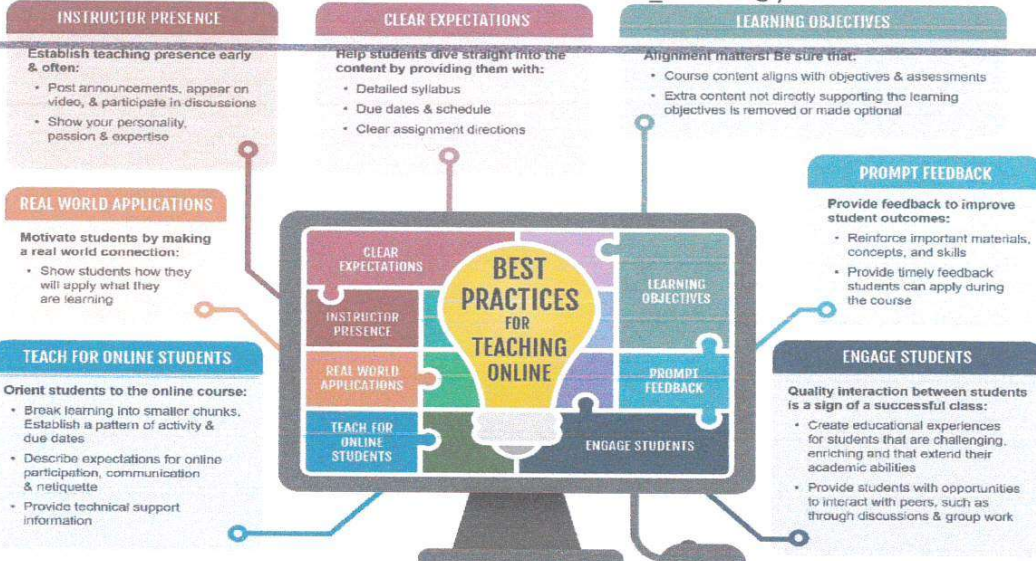 INSTRUCTOR PRESENCE
Establish teaching presence early
& often:
• Post announcements, appear on
video, & participate in discussions
• Show your personality,
passion & expertise
CLEAR EXPECTATIONS
Help students dive straight into the
content by providing them with:
• Detailed syllabus
• Due dates & schedule
• Clear assignment directions
LEARNING OBJECTIVES
Alignment matters! Be sure that:
• Course content aligns with objectives & assessments
• Extra content not directly supporting the learning
objectives is removed or made optional
REAL WORLD APPLICATIONS
Motivate students by making
a real world connection:
• Show students how they
will apply what they
are learning
PROMPT FEEDBACK
Provide feedback to improve
student outcomes:
• Reinforce important materials,
concepts, and skills
• Provide timely feedback
students can apply during
the course
TEACH FOR ONLINE STUDENTS
Orient students to the online course:
• Break learning into smaller chunks.
Establish a pattern of activity &
due dates
• Describe expectations for online
participation, communication
& netiquette
• Provide technical support
information
CLEAR
EXPECTATIONS
INSTRUCTOR
PRESENCE
REAL WORLD
APPLICATIONS
TEACH FOR
ONLINE
STUDENTS
BEST
PRACTICES
FOR
TEACHING
ONLINE
LEARNING
OBJECTIVES
PROMPT
FEEDBACK
ENGAGE STUDENTS
ENGAGE STUDENTS
Quality interaction between students
is a sign of a successful class:
• Create educational experiences
for students that are challenging,
enriching and that extend their
academic abilities
• Provide students with opportunities
to interact with peers, such as
through discussions & group work